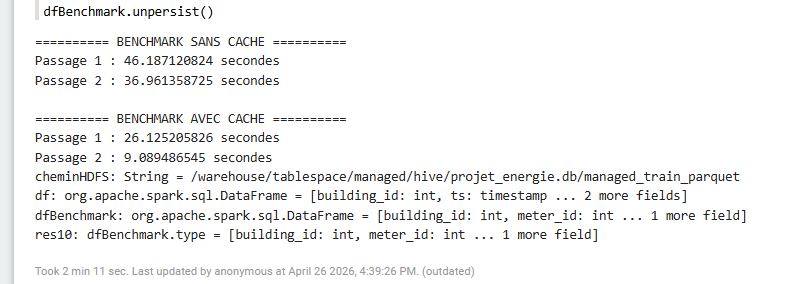 dfBenchmark.unpersist()
========== BENCHMARK SANS CACHE ==========
Passage 1 : 46.187120824 secondes
Passage 2 : 36.961358725 secondes
========== BENCHMARK AVEC CACHE ==========
Passage 1 : 26.125205826 secondes
Passage 2 : 9.089486545 secondes
cheminHDFS: String = /warehouse/tablespace/managed/hive/projet_energie.db/managed_train_parquet
df: org.apache.spark.sql.DataFrame = [building_id: int, ts: timestamp ... 2 more fields]
dfBenchmark: org.apache.spark.sql.DataFrame = [building_id: int, meter_id: int ... 1 more field]
res10: dfBenchmark.type = [building_id: int, meter_id: int ... 1 more field]
Took 2 min 11 sec. Last updated by anonymous at April 26 2026, 4:39:26 PM. (outdated)